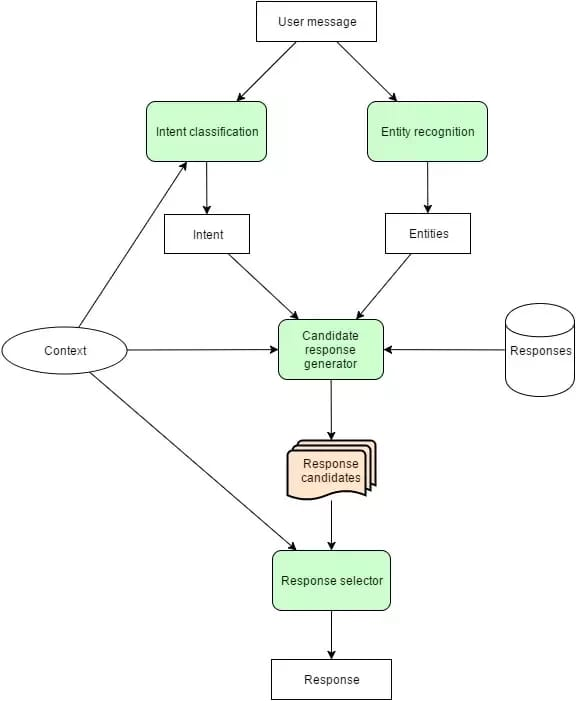 User message
Intent classification
Entity recognition
Intent
Entities
Context
Candidate
response
generator
Responses
Response
candidates
Response selector
Response